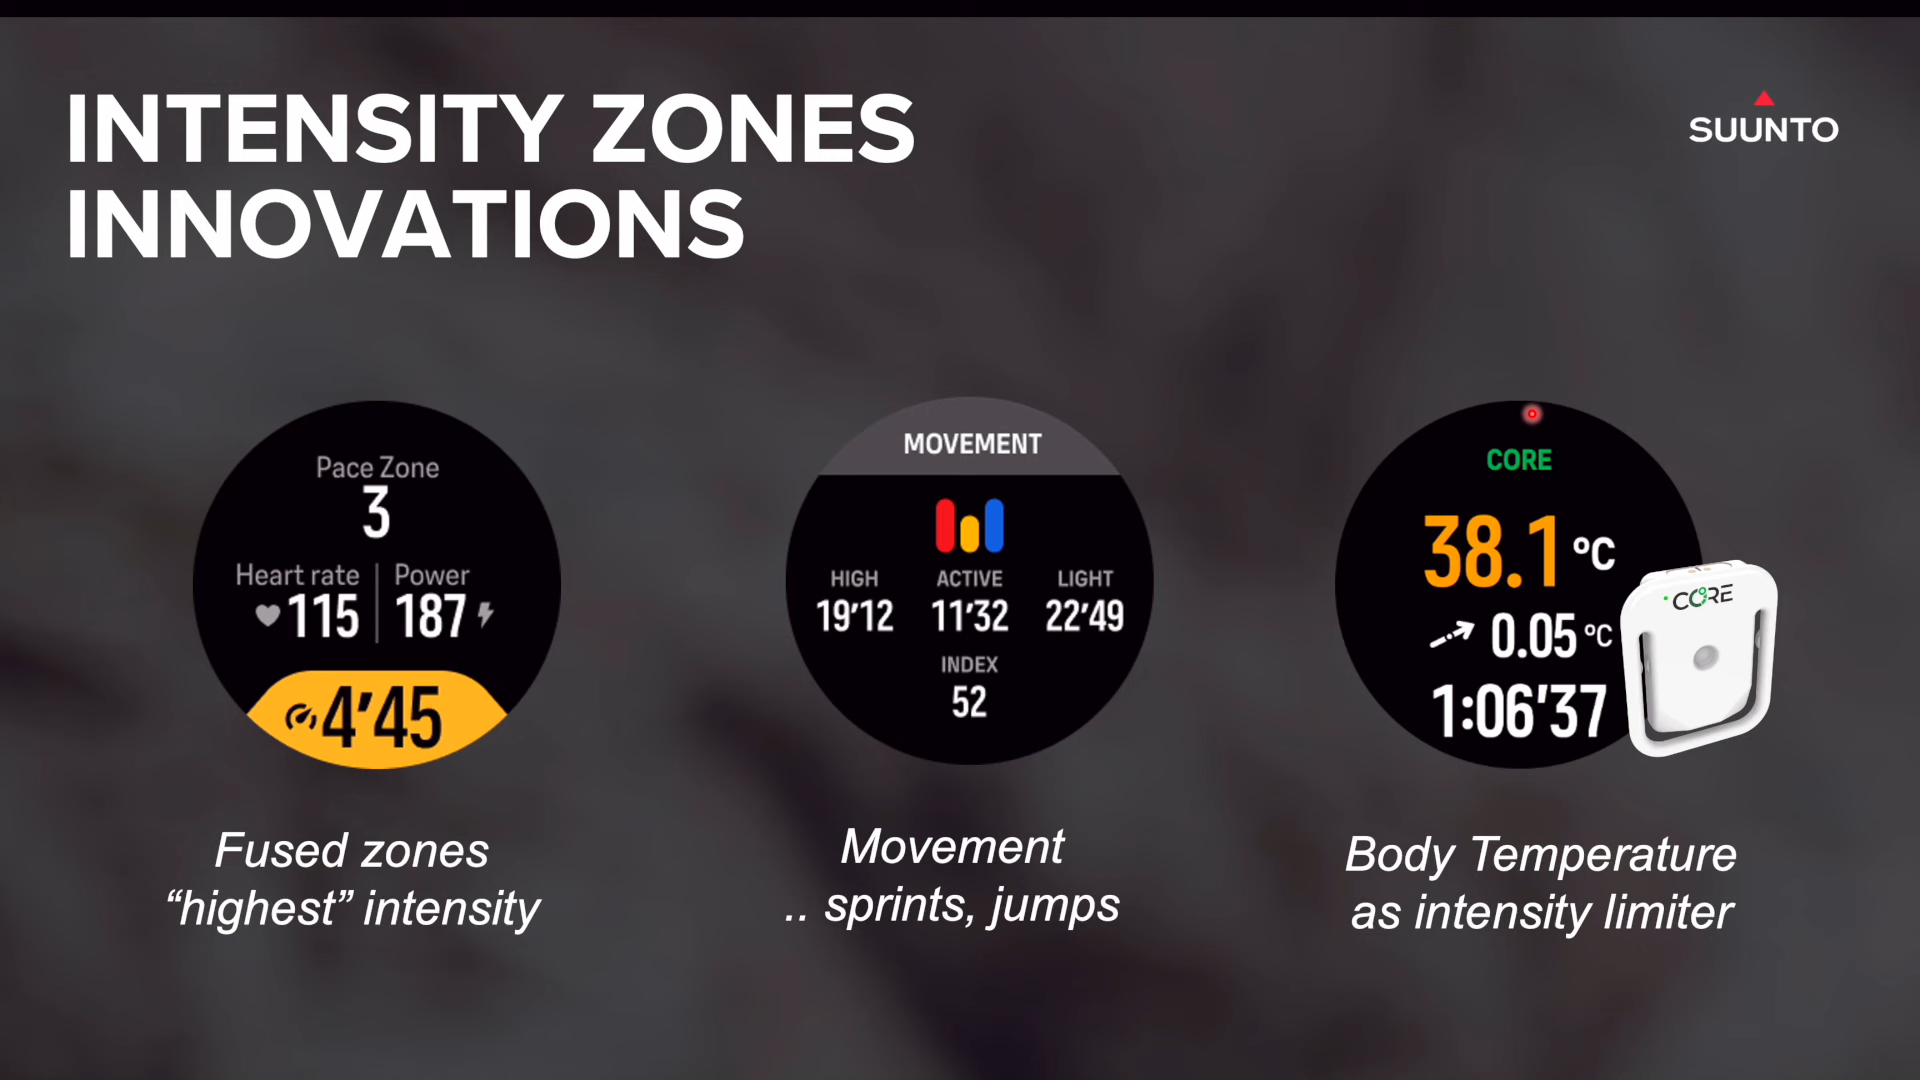 INTENSITY ZONES
INNOVATIONS
SUUNTO
Pace Zone
3
Heart rate | Power
115 | 187
4’45
Fused zones
“highest” intensity
MOVEMENT
HIGH ACTIVE LIGHT
19’12 11’32 22’49
INDEX
52
Movement
.. sprints, jumps
CORE
38.1 ºC
0.05 ºC
1:06’37
CORE
Body Temperature
as intensity limiter